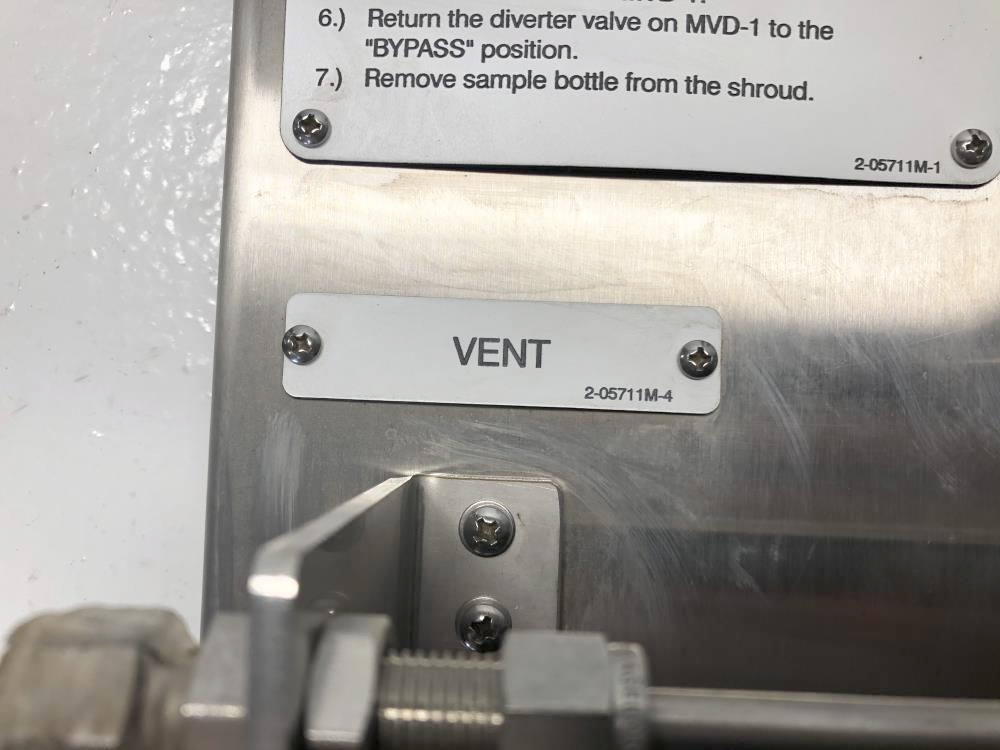 6.) Return the diverter valve on MVD-1 to the
"BYPASS" position.
7.) Remove sample bottle from the shroud.
2-05711M-1
VENT
2-05711M-4